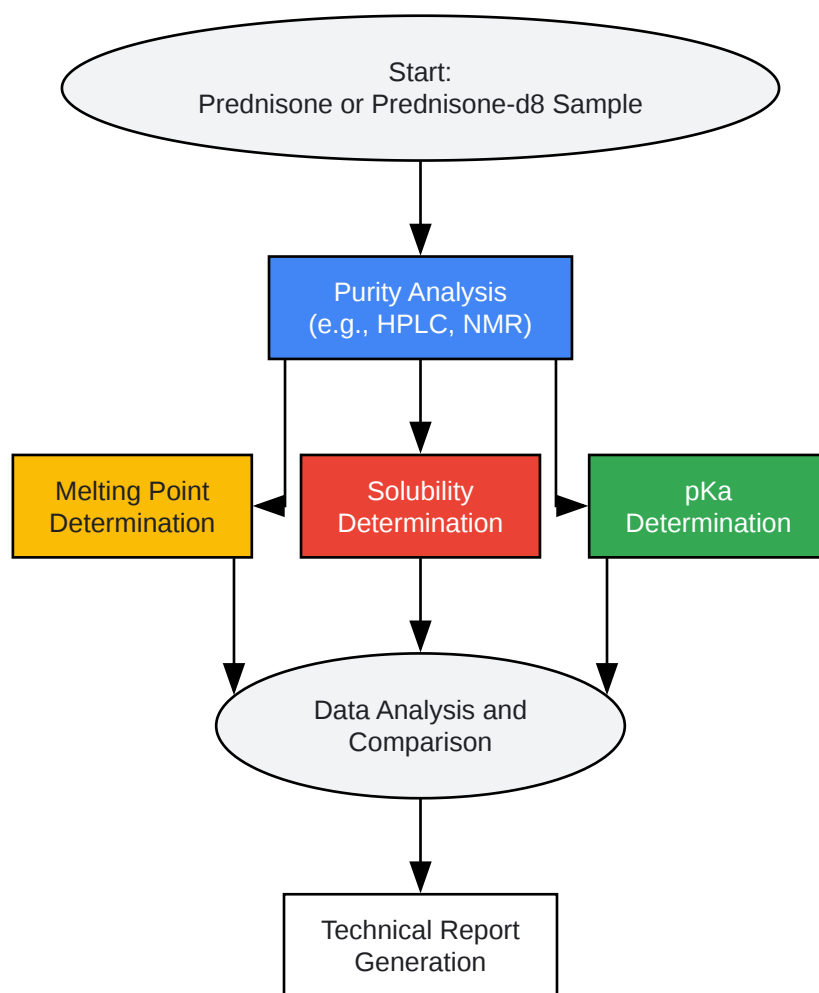 Start:
Prednisone or Prednisone-d8 Sample
Purity Analysis
(e.g., HPLC, NMR)
Melting Point
Determination
Solubility
Determination
pKa
Determination
Data Analysis and
Comparison
Technical Report
Generation